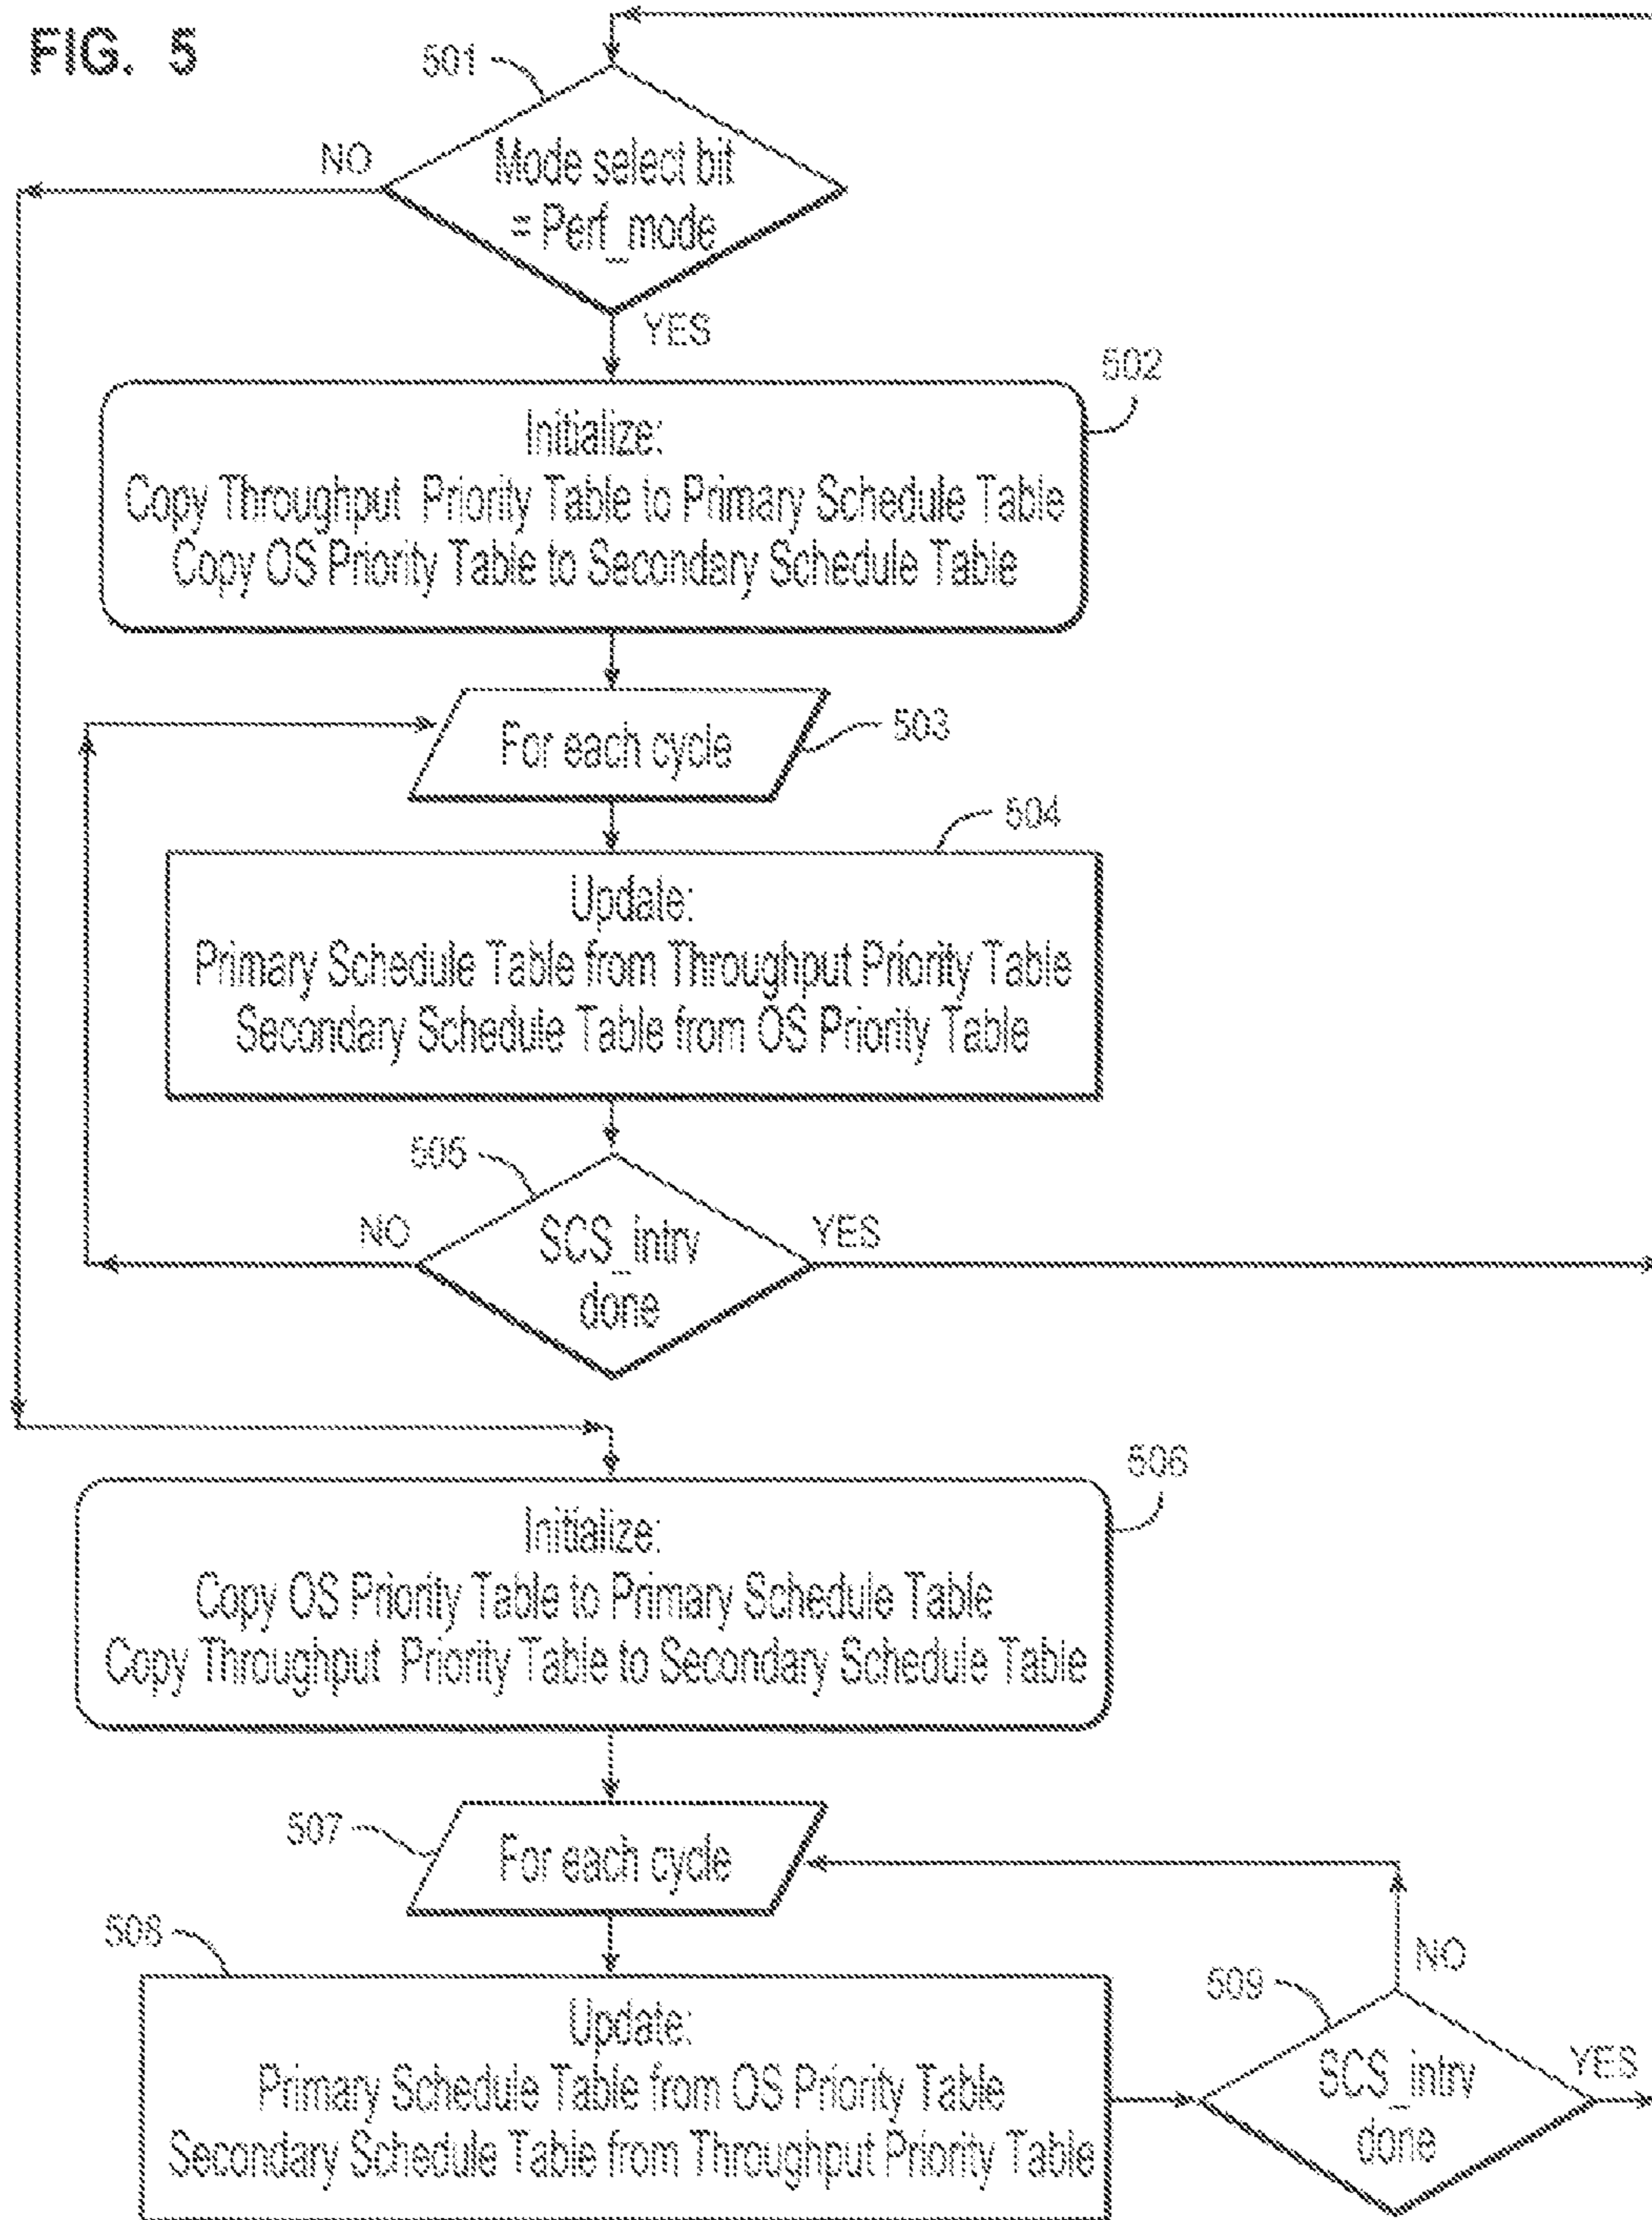 FIG. 5
501
NO
Mode select bit
= Perf_mode
YES
502
Initialize:
Copy Throughput Priority Table to Primary Schedule Table
Copy OS Priority Table to Secondary Schedule Table
For each cycle
503
504
Update:
Primary Schedule Table from Throughput Priority Table
Secondary Schedule Table from OS Priority Table
505
NO
SCS_intrv
done
YES
506
Initialize:
Copy OS Priority Table to Primary Schedule Table
Copy Throughput Priority Table to Secondary Schedule Table
507
For each cycle
508
NO
509
Update:
Primary Schedule Table from OS Priority Table
Secondary Schedule Table from Throughput Priority Table
SCS_intrv
done
YES